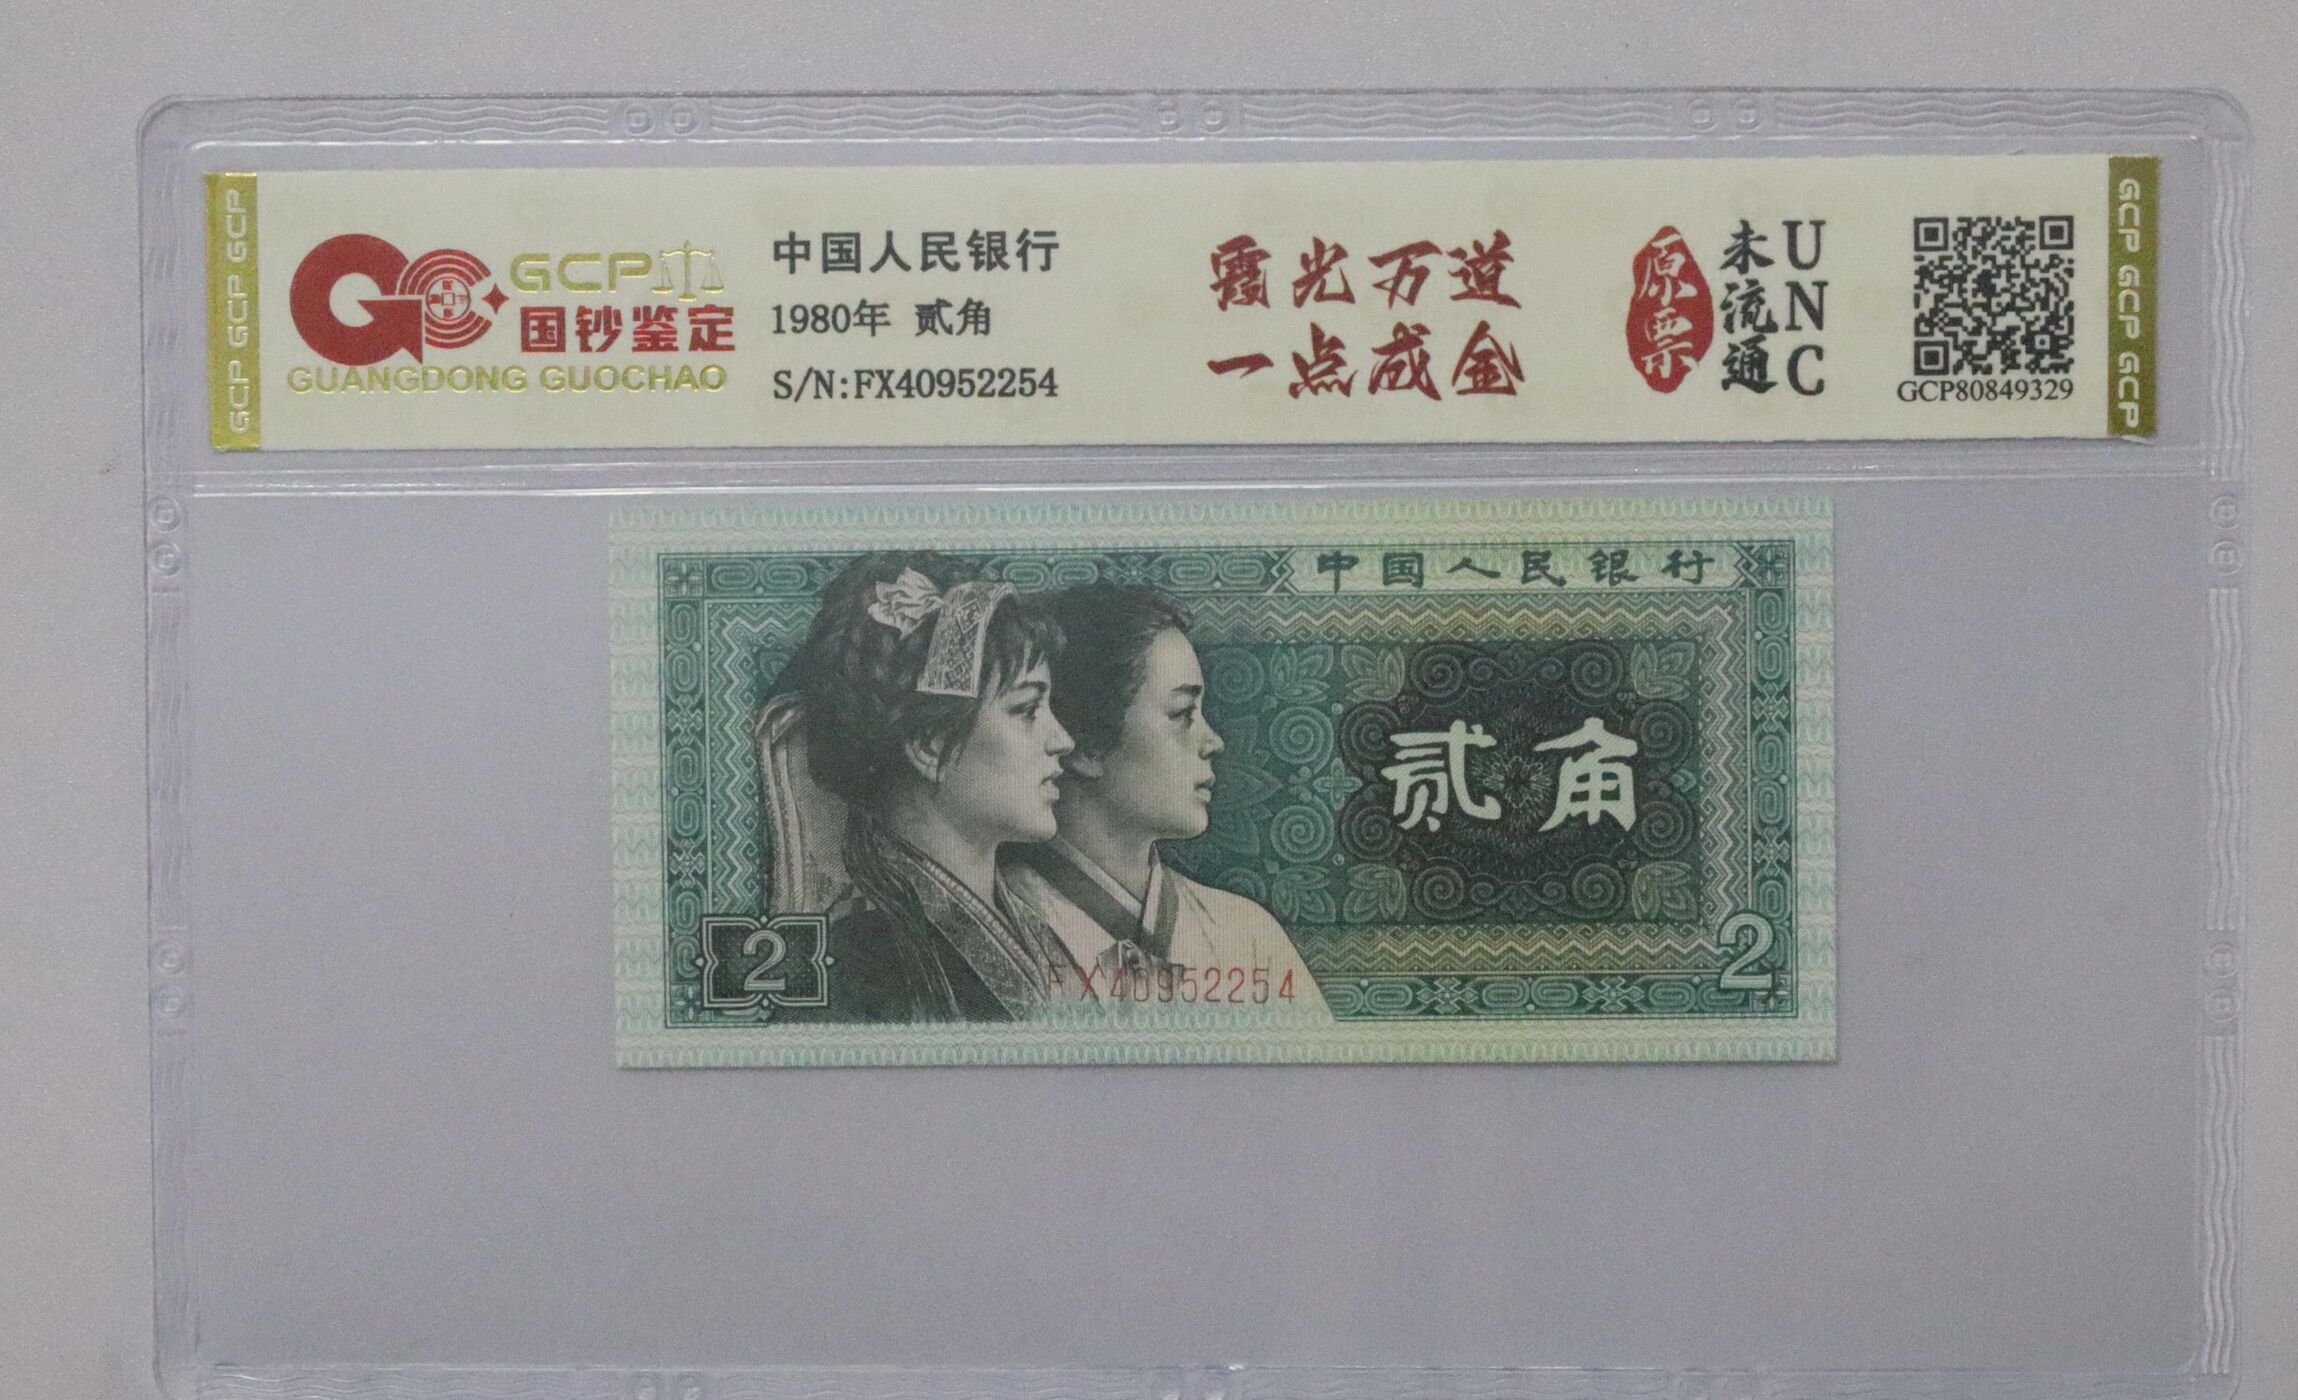 GCP GCP GCP
GCP
国钞鉴定
GUANGDONG GUOCHAO
中国人民银行
1980年 贰角
S/N:FX40952254
霞光万道
一点成金
原票
未流通
UNC
GCP80849329
GCP GCP GCP
中国人民银行
贰角
2
FX40952254
2